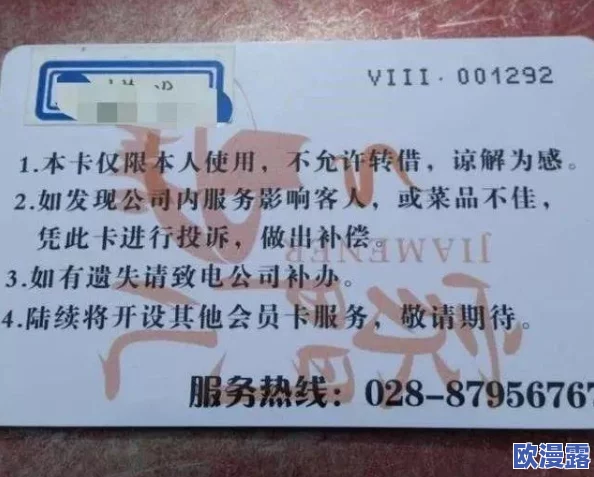 VIII·001292
1.本卡仅限本人使用，不允许转借，谅解为感。
2.如发现公司内服务影响客人，或菜品不佳，
凭此卡进行投诉，做出补偿。
JIAMENER
3.如有遗失请致电公司补办。
4.陆续将开设其他会员卡服务，敬请期待。
服务热线：028-87956767
欧漫露